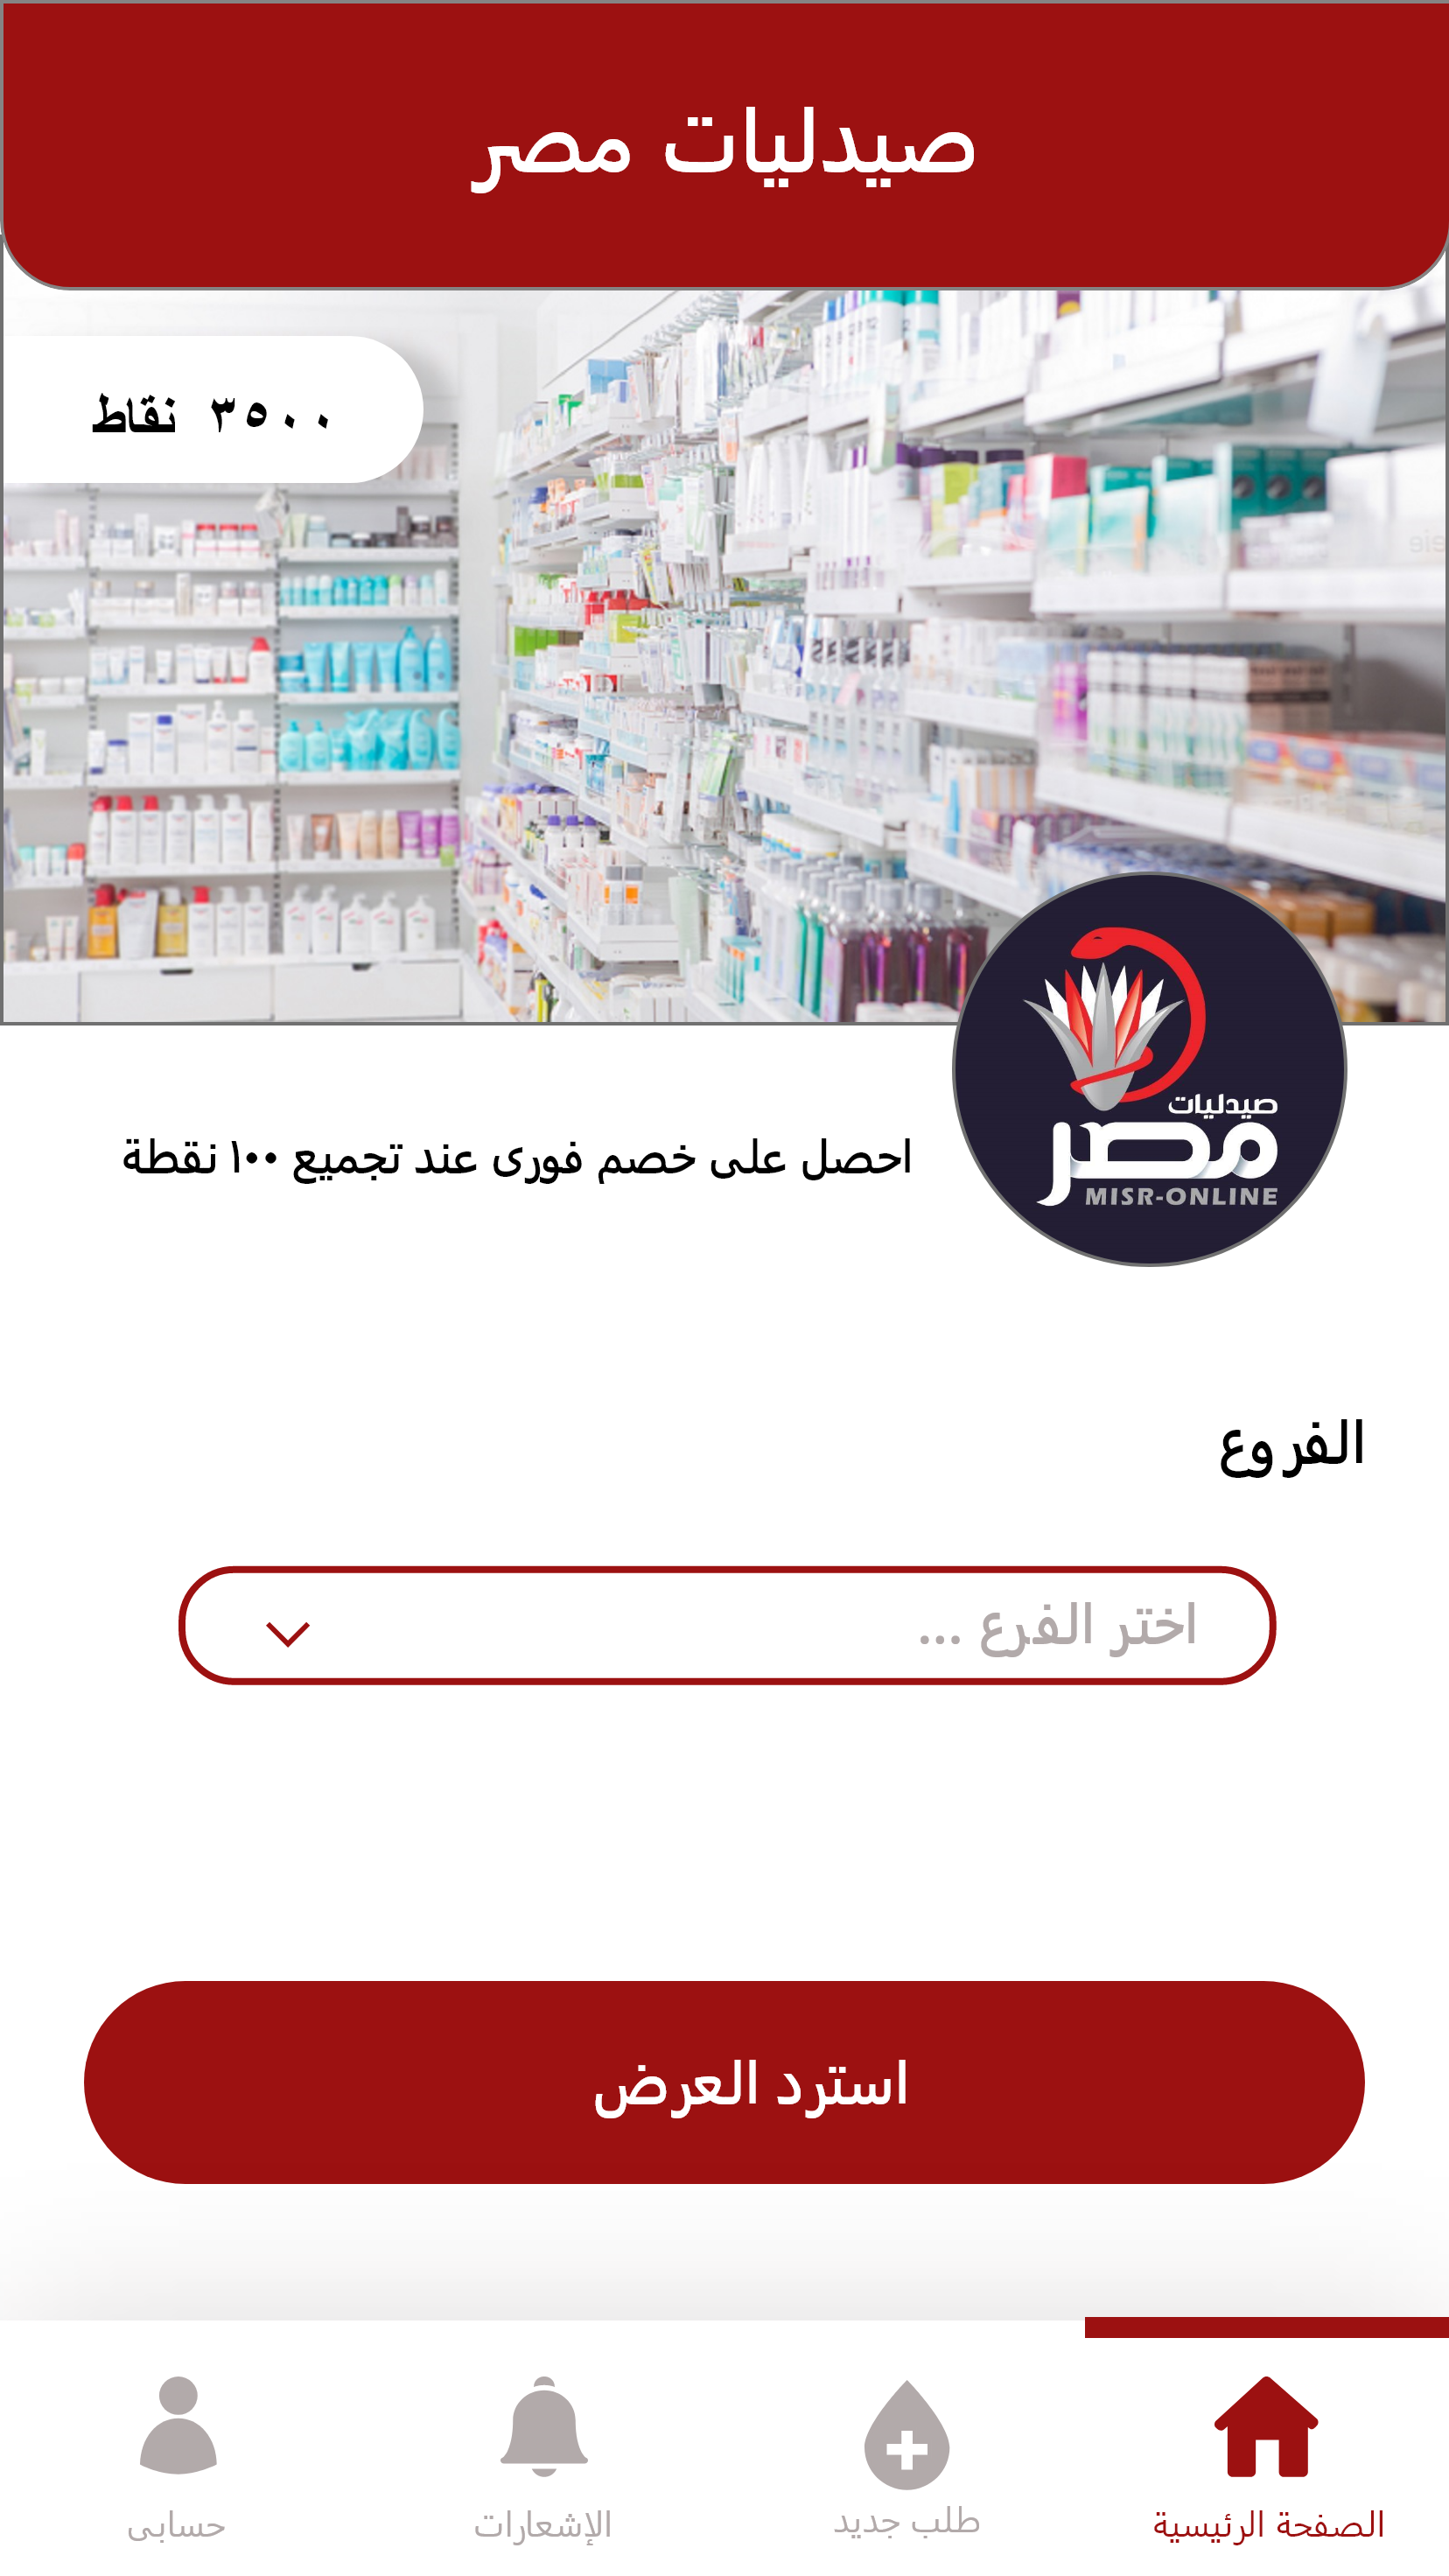 صيدليات مصر
٣٥٠٠ نقاط
صيدليات
مصر
MISR-ONLINE
احصل على خصم فورى عند تجميع ١٠٠ نقطة
الفروع
اختر الفرع ...
استرد العرض
الصفحة الرئيسية
طلب جديد
الإشعارات
حسابى